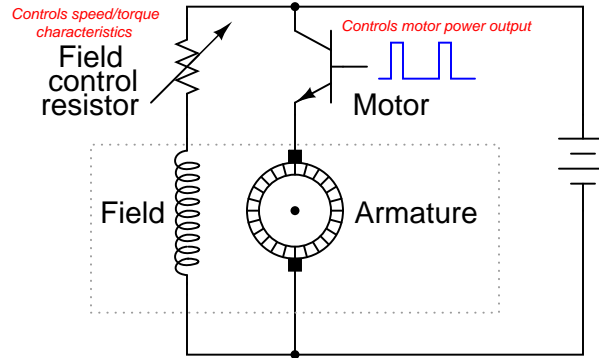 Controls speed/torque
characteristics
Field
control
resistor
Controls motor power output
Motor
Field
Armature